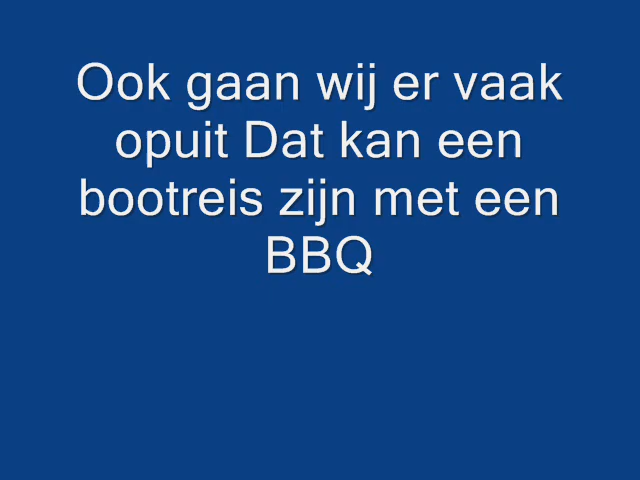 Ook gaan wij er vaak
opuit Dat kan een
bootreis zijn met een
BBQ